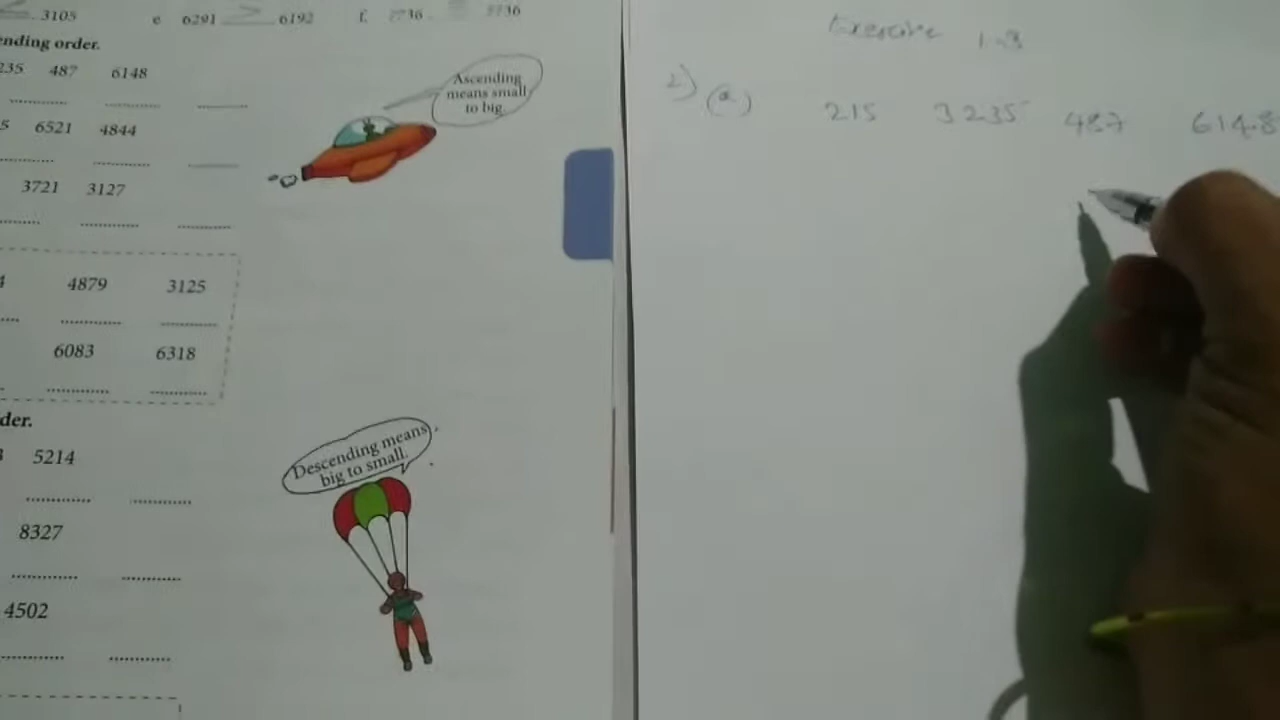 3105 e 6291 > 6192 f. 7736 = 7736
ending order.
235 487 6148
5 6521 4844
3721 3127
Ascending
means small
to big.
4 4879 3125
6083 6318
der.
5214
8327
4502
Descending means
big to small.
Exercise 1.3
2) (a) 215 3235 487 6148